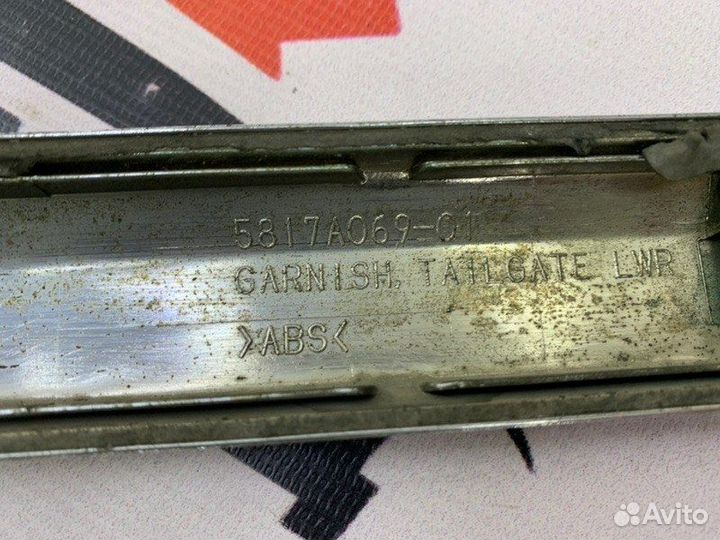 5817A069-01
GARNISH, TAILGATE LWR
>ABS<
Avito